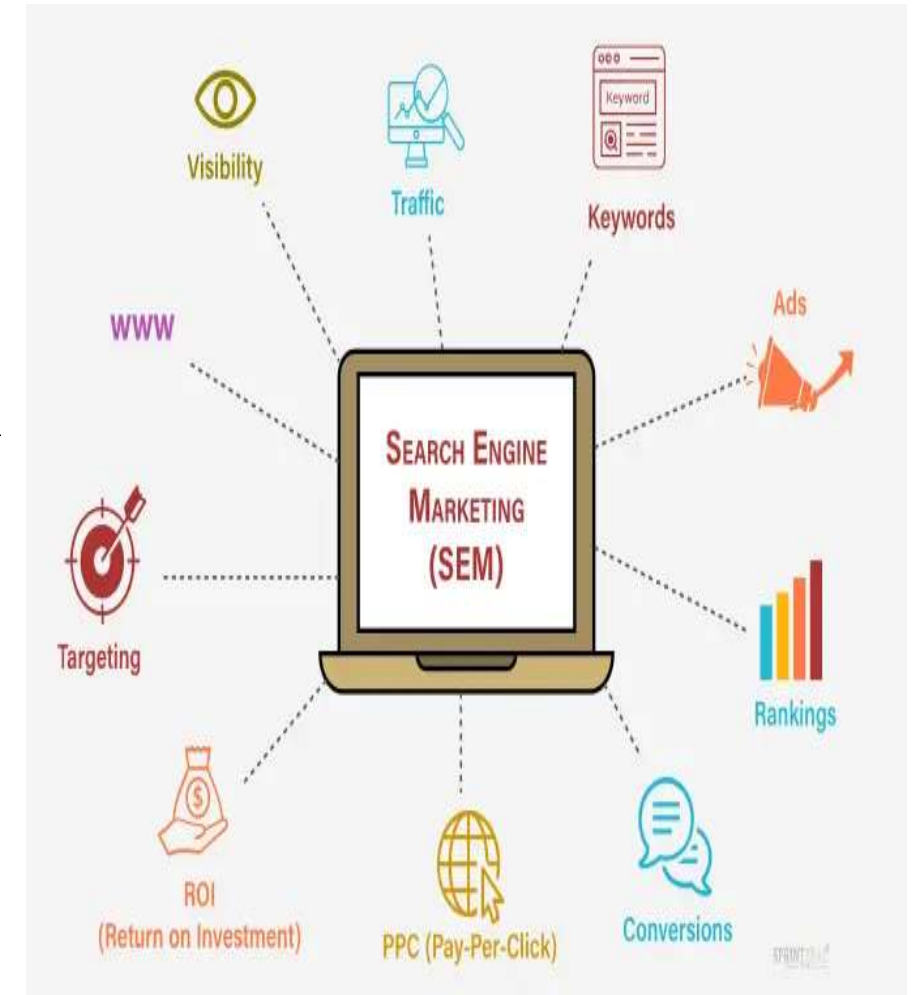 Visibility
Traffic
Keyword
Keywords
WWW
Ads
SEARCH ENGINE
MARKETING
(SEM)
Targeting
Rankings
$
ROI
(Return on Investment)
PPC (Pay-Per-Click)
Conversions